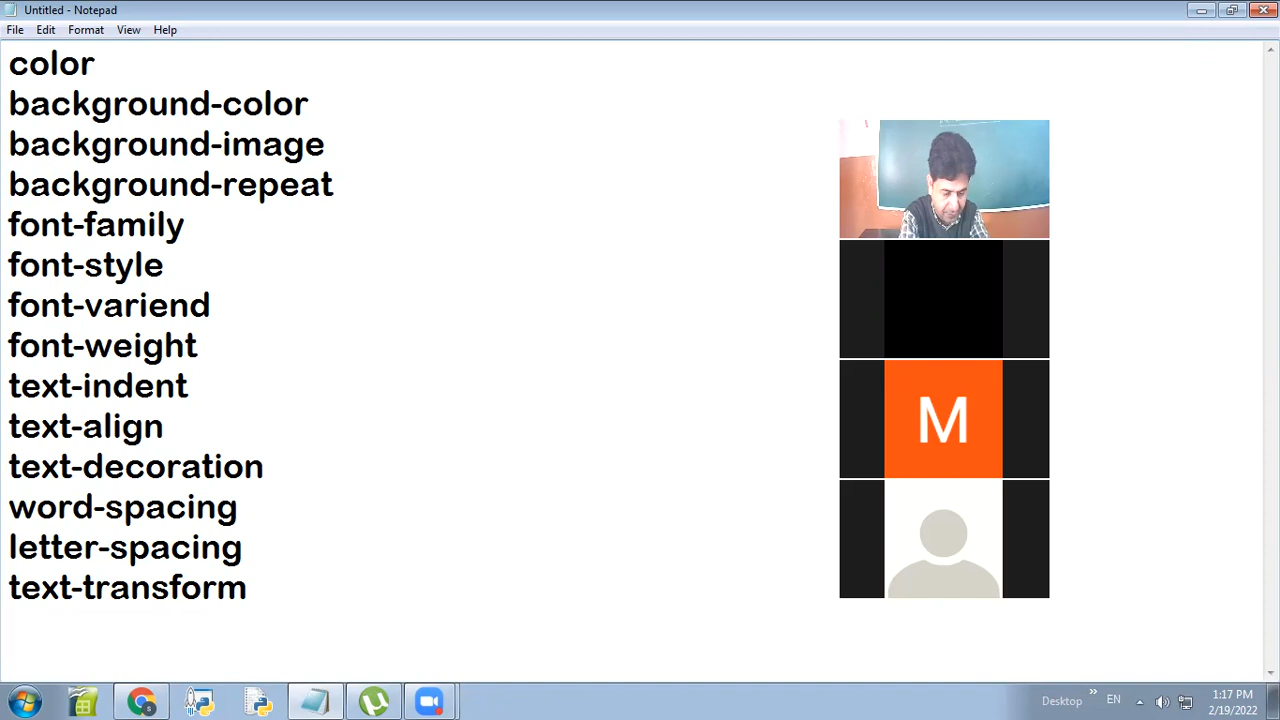 Untitled - Notepad
File Edit Format View Help
color
background-color
background-image
background-repeat
font-family
font-style
font-variend
font-weight
text-indent
text-align
text-decoration
word-spacing
letter-spacing
text-transform
M
Desktop » EN 1:17 PM
2/19/2022